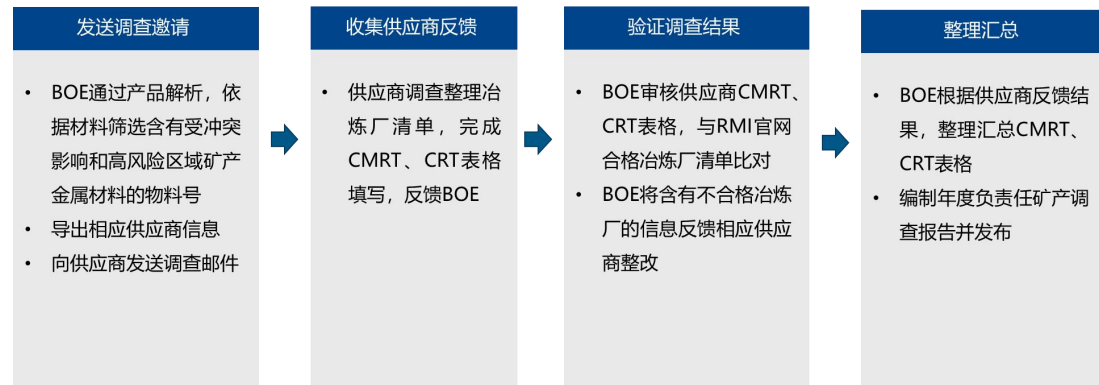 发送调查邀请
• BOE通过产品解析，依
据材料筛选含有受冲突
影响和高风险区域矿产
金属材料的物料号
• 导出相应供应商信息
• 向供应商发送调查邮件
收集供应商反馈
• 供应商调查整理冶
炼厂清单，完成
CMRT、CRT表格
填写，反馈BOE
验证调查结果
• BOE审核供应商CMRT、
CRT表格，与RMI官网
合格冶炼厂清单比对
• BOE将含有不合格冶炼
厂的信息反馈相应供应
商整改
整理汇总
• BOE根据供应商反馈结
果，整理汇总CMRT、
CRT表格
• 编制年度负责任矿产调
查报告并发布